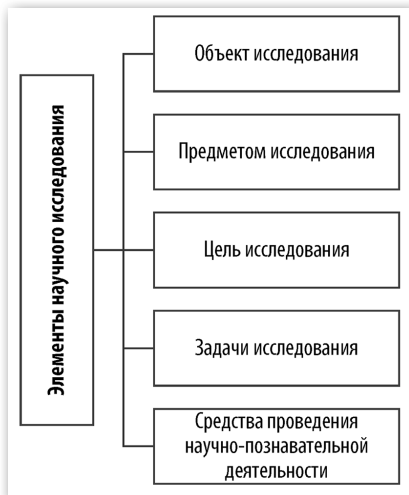 Элементы научного исследования
Объект исследования
Предметом исследования
Цель исследования
Задачи исследования
Средства проведения
научно-познавательной
деятельности